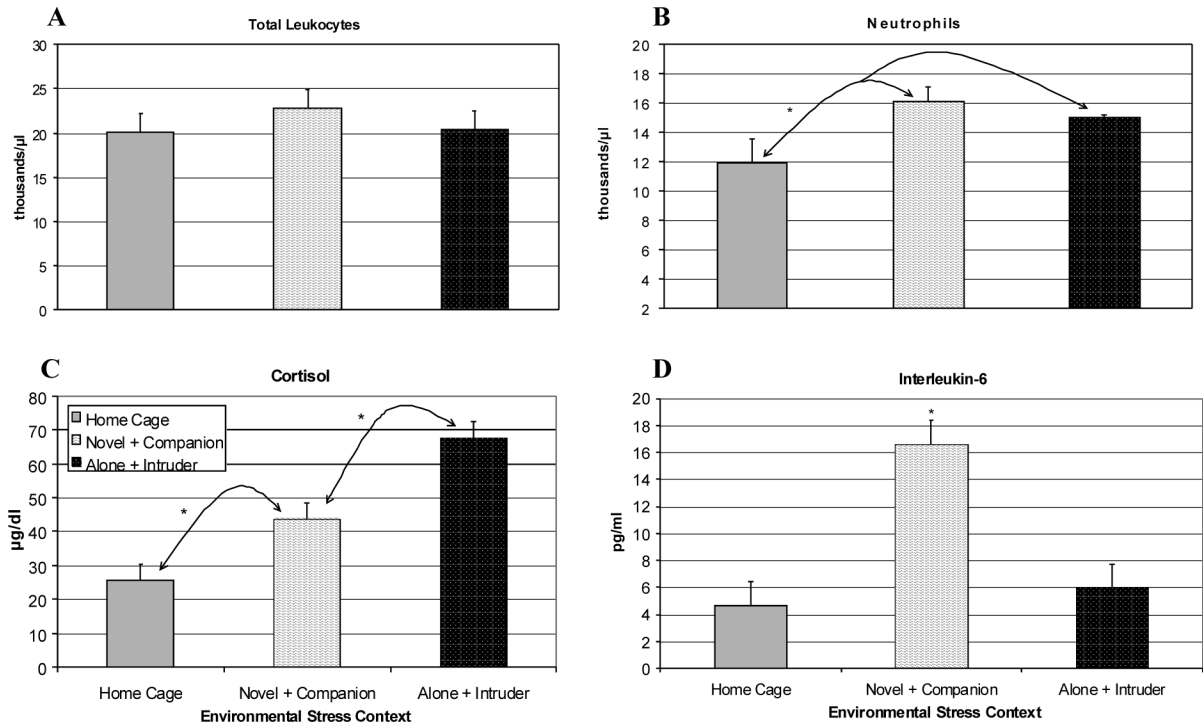 A
Total Leukocytes
30
25
20
15
10
5
0
thousands/µl
B
Neutrophils
20
18
16
14
12
10
8
6
4
2
thousands/µl
*
C
Cortisol
80
70
60
50
40
30
20
10
0
µg/dl
Home Cage
Novel + Companion
Alone + Intruder
*
*
Home Cage
Novel + Companion
Alone + Intruder
Environmental Stress Context
D
Interleukin-6
20
18
16
14
12
10
8
6
4
2
0
pg/ml
*
Home Cage
Novel + Companion
Alone + Intruder
Environmental Stress Context